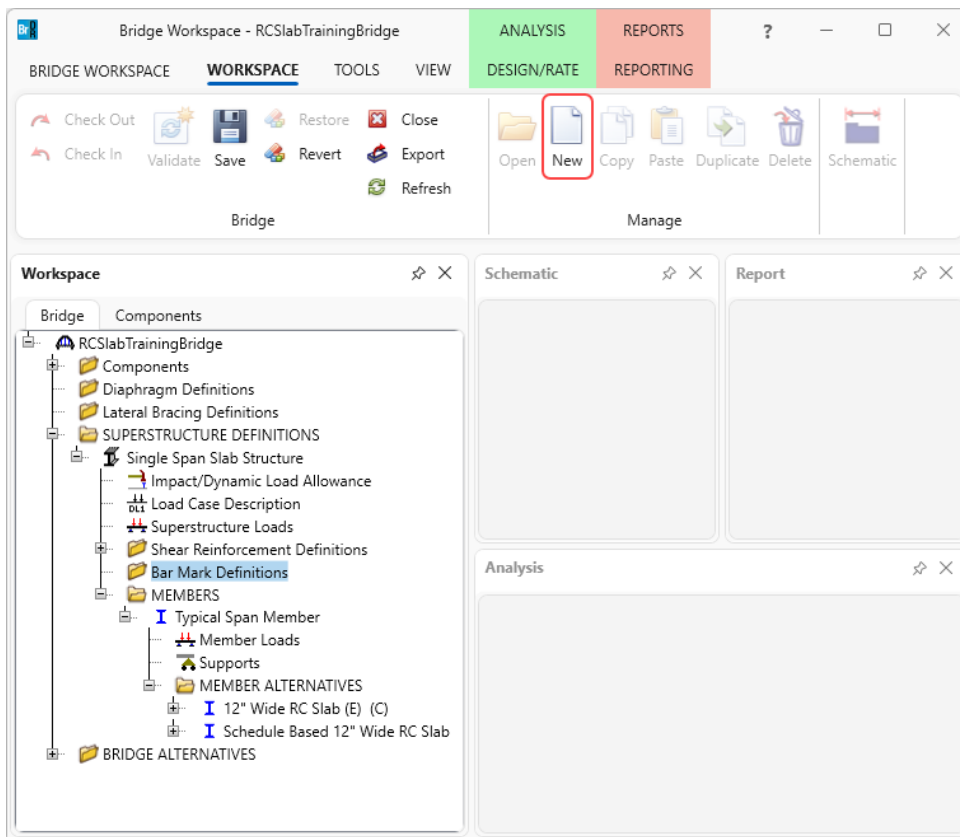 Br DR Bridge Workspace - RCSlabTrainingBridge ANALYSIS REPORTS ?
BRIDGE WORKSPACE WORKSPACE TOOLS VIEW DESIGN/RATE REPORTING
Check Out
Check In
Validate
Save
Restore
Revert
Close
Export
Refresh
Bridge
Open
New
Copy
Paste
Duplicate
Delete
Schematic
Manage
Workspace
Bridge Components
RCSlabTrainingBridge
Components
Diaphragm Definitions
Lateral Bracing Definitions
SUPERSTRUCTURE DEFINITIONS
Single Span Slab Structure
Impact/Dynamic Load Allowance
DL1 Load Case Description
Superstructure Loads
Shear Reinforcement Definitions
Bar Mark Definitions
MEMBERS
Typical Span Member
Member Loads
Supports
MEMBER ALTERNATIVES
12" Wide RC Slab (E) (C)
Schedule Based 12" Wide RC Slab
BRIDGE ALTERNATIVES
Schematic
Report
Analysis